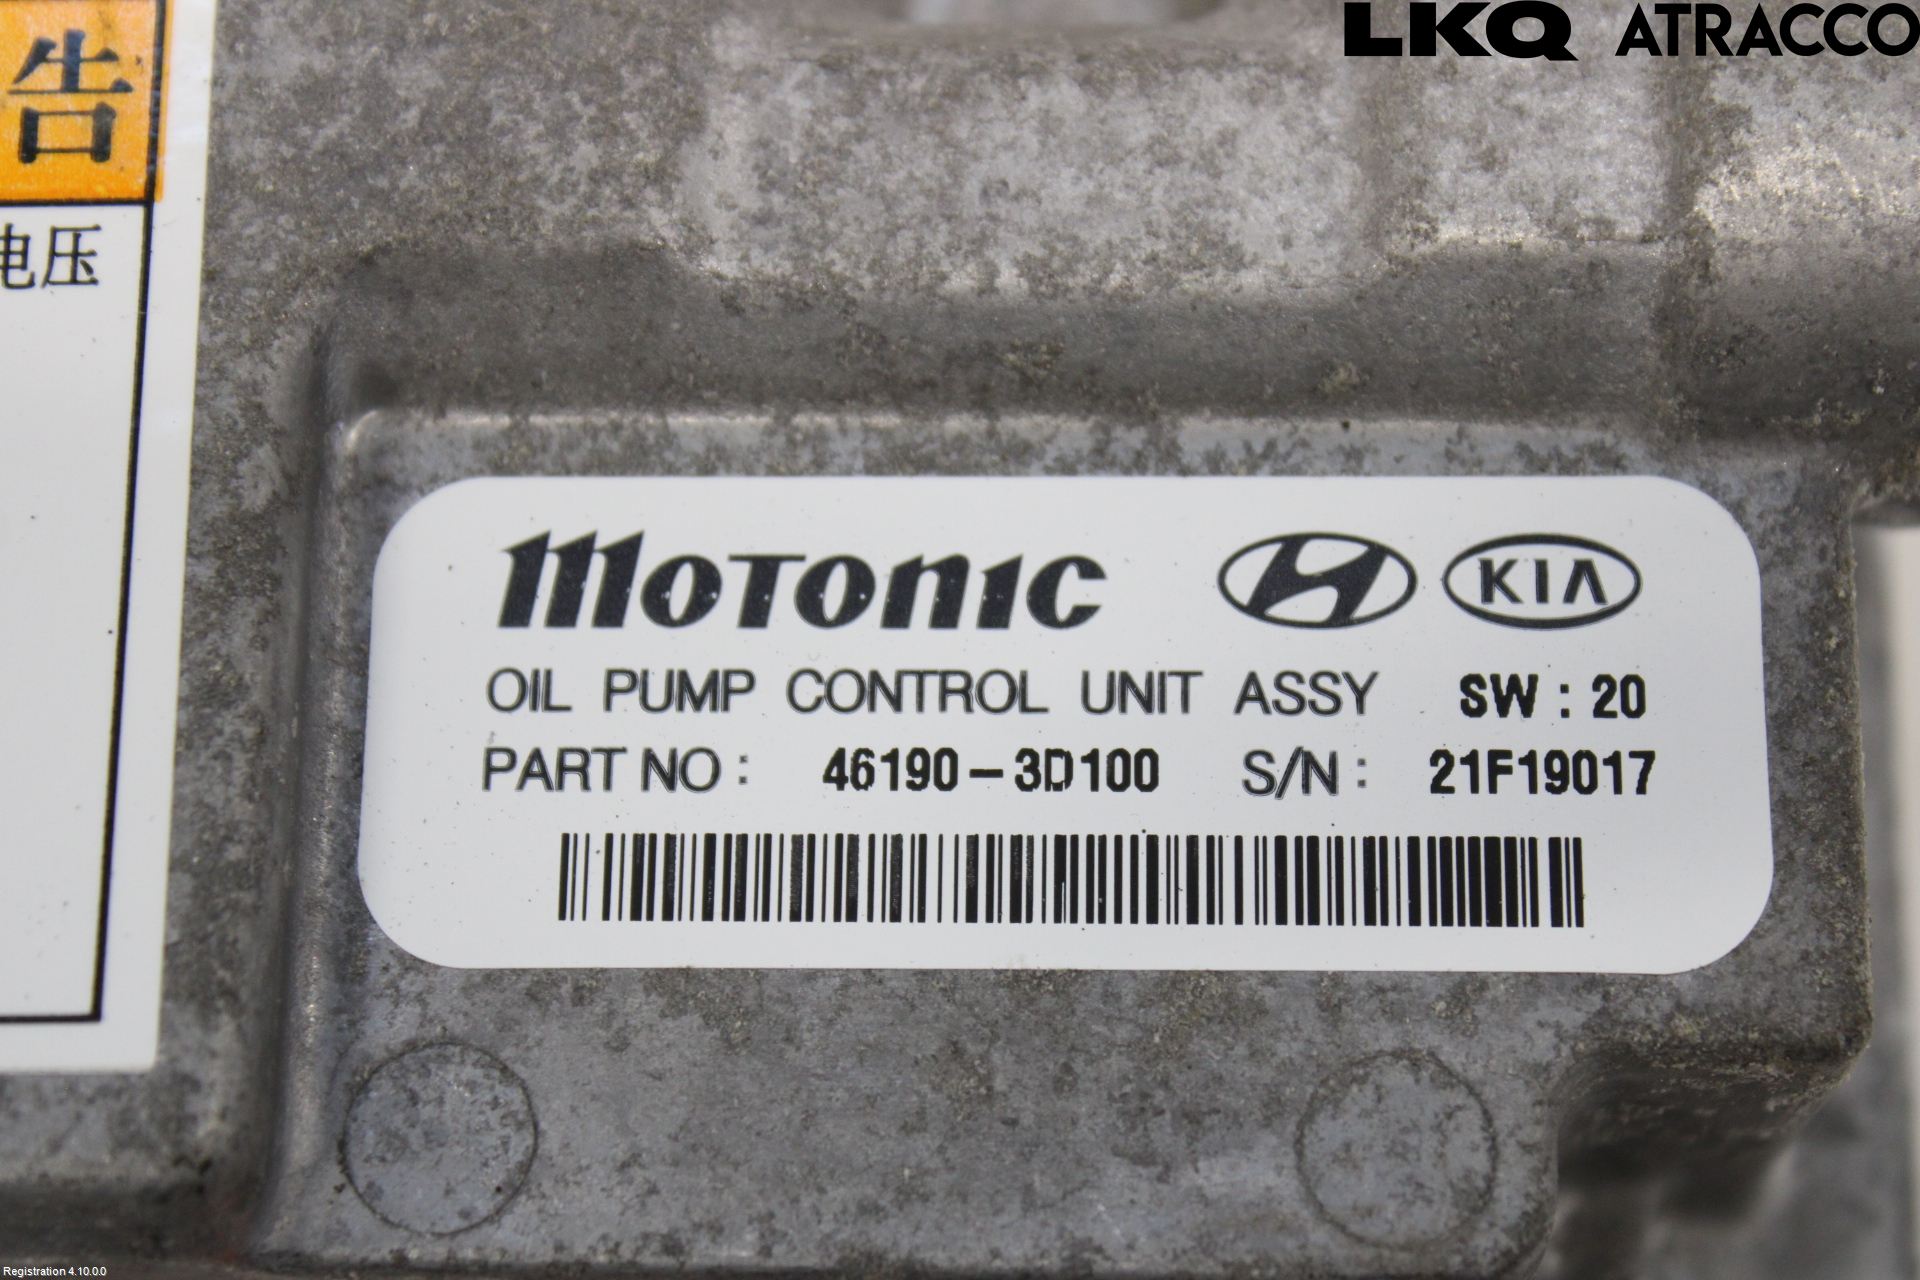 LKQ ATRACCO
告
电压
MOTONIC KIA
OIL PUMP CONTROL UNIT ASSY SW : 20
PART NO : 46190-3D100 S/N : 21F19017
Registration 4.10.0.0